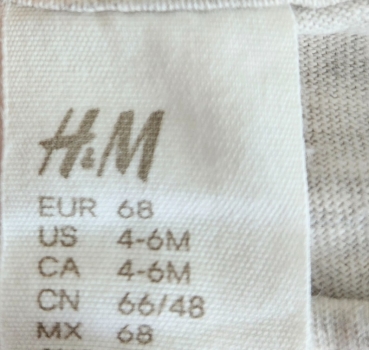 H&M
EUR 68
US 4-6M
CA 4-6M
CN 66/48
MX 68